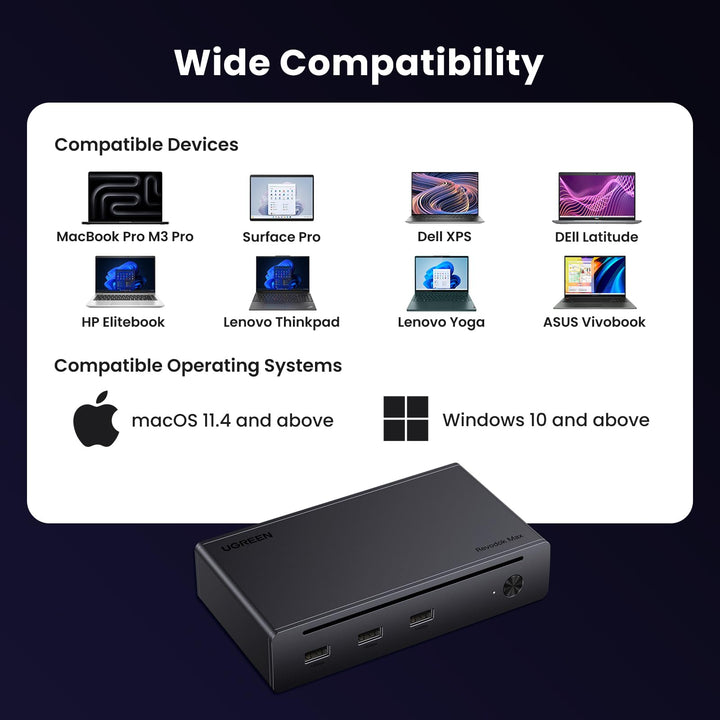 Wide Compatibility
Compatible Devices
MacBook Pro M3 Pro
Surface Pro
Dell XPS
DEll Latitude
HP Elitebook
Lenovo Thinkpad
Lenovo Yoga
ASUS Vivobook
Compatible Operating Systems
macOS 11.4 and above
Windows 10 and above
UGREEN
Revodok Max